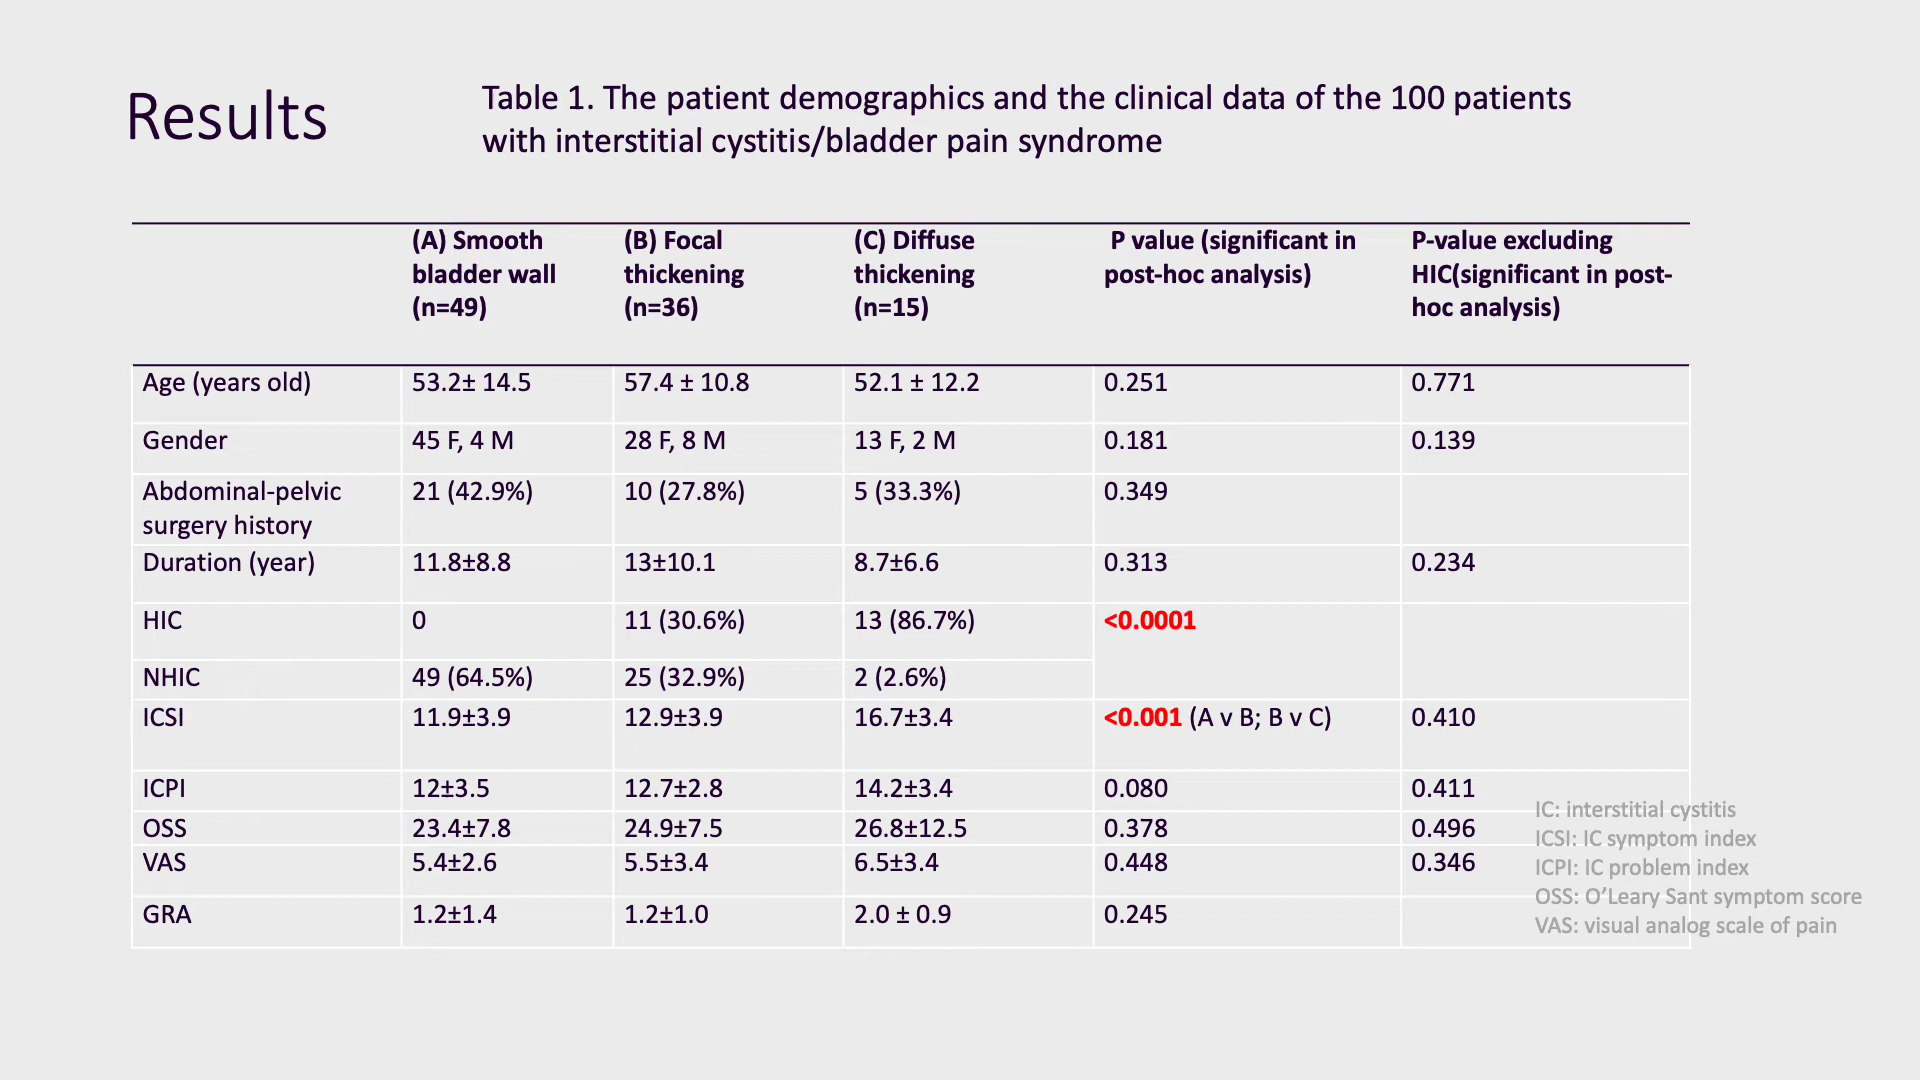 Results
Table 1. The patient demographics and the clinical data of the 100 patients
with interstitial cystitis/bladder pain syndrome
(A) Smooth bladder wall (n=49) (B) Focal thickening (n=36) (C) Diffuse thickening (n=15) P value (significant in post-hoc analysis) P-value excluding HIC(significant in post-hoc analysis)
Age (years old) 53.2± 14.5 57.4 ± 10.8 52.1 ± 12.2 0.251 0.771
Gender 45 F, 4 M 28 F, 8 M 13 F, 2 M 0.181 0.139
Abdominal-pelvic surgery history 21 (42.9%) 10 (27.8%) 5 (33.3%) 0.349
Duration (year) 11.8±8.8 13±10.1 8.7±6.6 0.313 0.234
HIC 0 11 (30.6%) 13 (86.7%) <0.0001
NHIC 49 (64.5%) 25 (32.9%) 2 (2.6%)
ICSI 11.9±3.9 12.9±3.9 16.7±3.4 <0.001 (A v B; B v C) 0.410
ICPI 12±3.5 12.7±2.8 14.2±3.4 0.080 0.411
OSS 23.4±7.8 24.9±7.5 26.8±12.5 0.378 0.496
VAS 5.4±2.6 5.5±3.4 6.5±3.4 0.448 0.346
GRA 1.2±1.4 1.2±1.0 2.0 ± 0.9 0.245
IC: interstitial cystitis
ICSI: IC symptom index
ICPI: IC problem index
OSS: O’Leary Sant symptom score
VAS: visual analog scale of pain